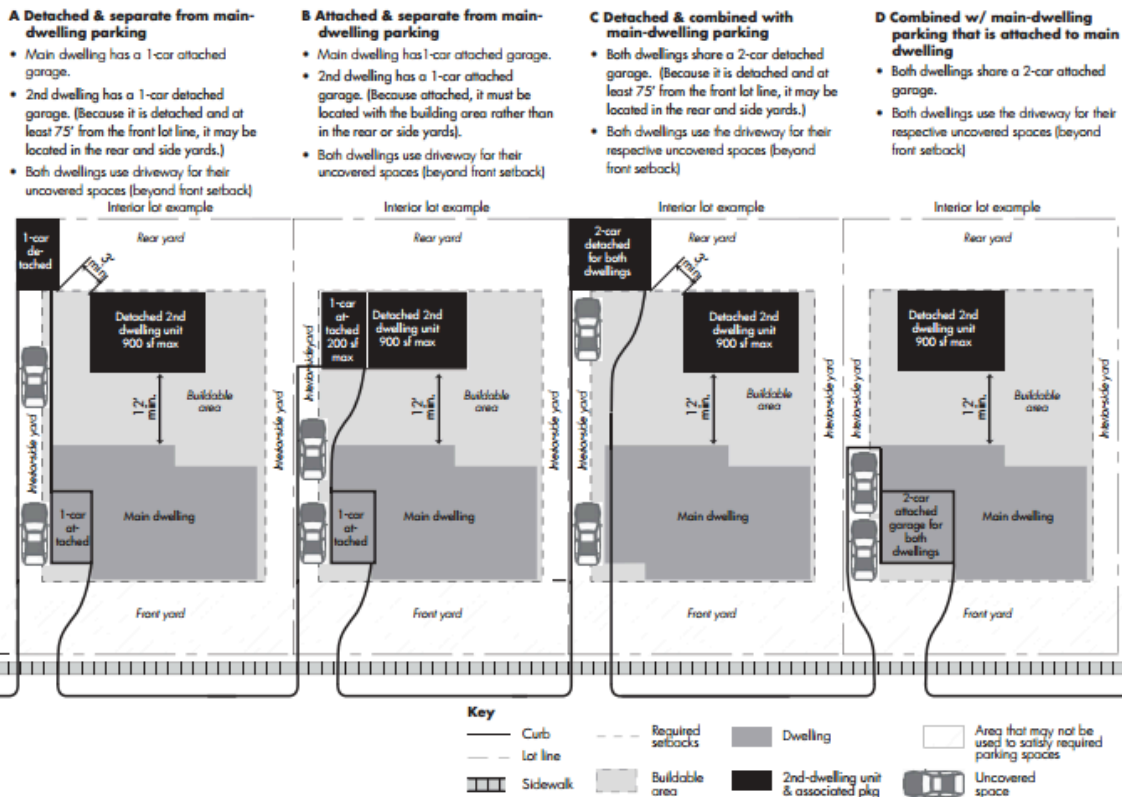 A Detached & separate from main-
dwelling parking
• Main dwelling has a 1-car attached
garage.
• 2nd dwelling has a 1-car detached
garage. (Because it is detached and at
least 75' from the front lot line, it may be
located in the rear and side yards.)
• Both dwellings use driveway for their
uncovered spaces (beyond front setback)
B Attached & separate from main-
dwelling parking
• Main dwelling has1-car attached garage.
• 2nd dwelling has a 1-car attached
garage. (Because attached, it must be
located with the building area rather than
in the rear or side yards).
• Both dwellings use driveway for their
uncovered spaces (beyond front setback)
C Detached & combined with
main-dwelling parking
• Both dwellings share a 2-car detached
garage. (Because it is detached and at
least 75' from the front lot line, it may be
located in the rear and side yards.)
• Both dwellings use the driveway for their
respective uncovered spaces (beyond
front setback)
D Combined w/ main-dwelling
parking that is attached to main
dwelling
• Both dwellings share a 2-car attached
garage.
• Both dwellings use the driveway for their
respective uncovered spaces (beyond
front setback)
Interior lot example
Rear yard
1-car
de-
tached
3'
min.
Detached 2nd
dwelling unit
900 sf max
12'
min.
Buildable
area
Interior-side yard
Interior-side yard
1-car
at-
tached
Main dwelling
Front yard
Interior lot example
Rear yard
1-car
at-
tached
200 sf
max
Detached 2nd
dwelling unit
900 sf max
12'
min.
Buildable
area
Interior-side yard
Interior-side yard
1-car
at-
tached
Main dwelling
Front yard
Interior lot example
Rear yard
2-car
detached
for both
dwellings
3'
min.
Detached 2nd
dwelling unit
900 sf max
12'
min.
Buildable
area
Interior-side yard
Main dwelling
Front yard
Interior lot example
Rear yard
Detached 2nd
dwelling unit
900 sf max
12'
min.
Buildable
area
Interior-side yard
Interior-side yard
2-car
attached
garage for
both
dwellings
Main dwelling
Front yard
Key
Curb
Lot line
Sidewalk
Required
setbacks
Buildable
area
Dwelling
2nd-dwelling unit
& associated pkg
Area that may not be
used to satisfy required
parking spaces
Uncovered
space